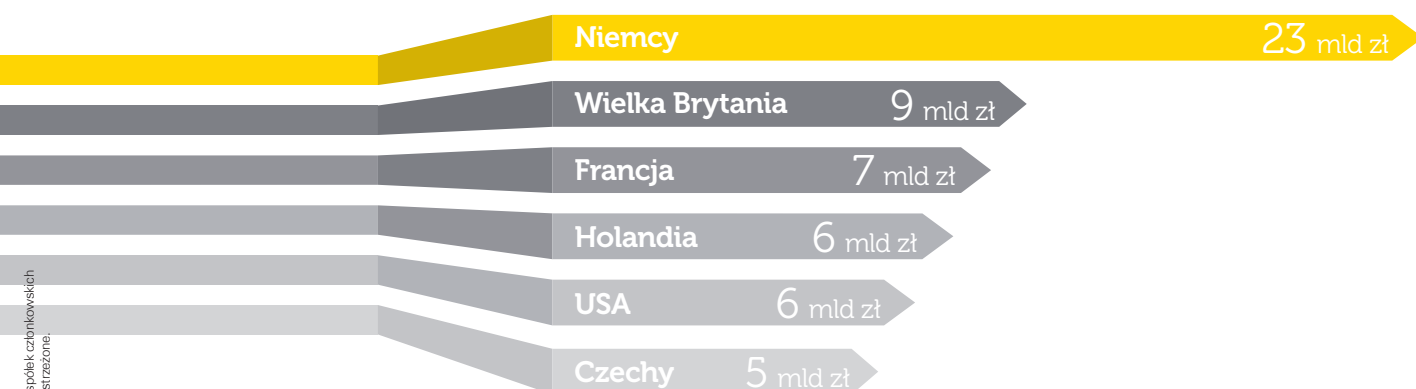 Niemcy 23 mld zł
Wielka Brytania 9 mld zł
Francja 7 mld zł
Holandia 6 mld zł
USA 6 mld zł
Czechy 5 mld zł
spółek członkowskich
strzeżone.